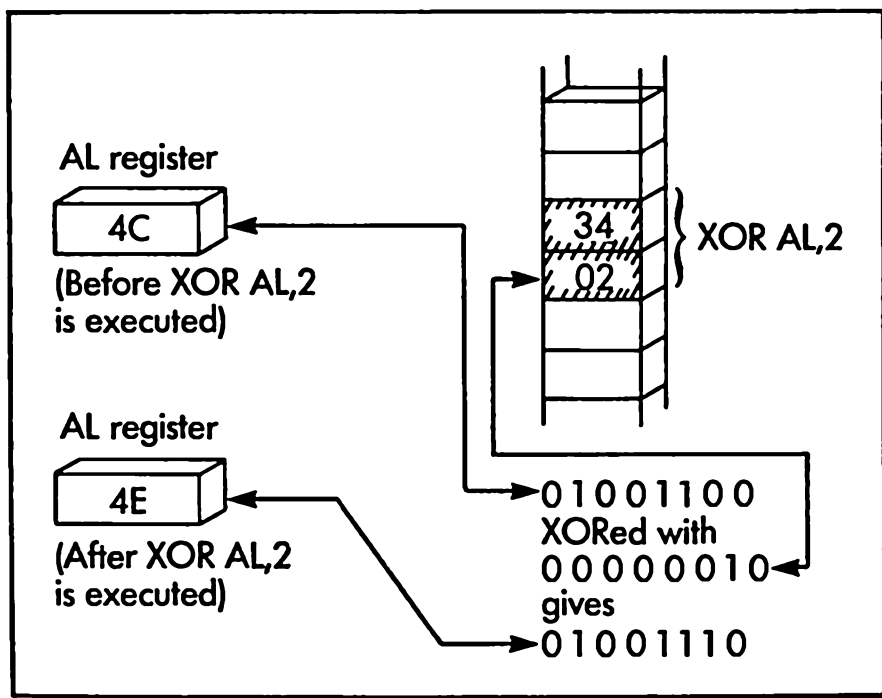 AL register
4C
(Before XOR AL,2
is executed)
34
02
XOR AL,2
AL register
4E
(After XOR AL,2
is executed)
01001100
XORed with
00000010
gives
01001110